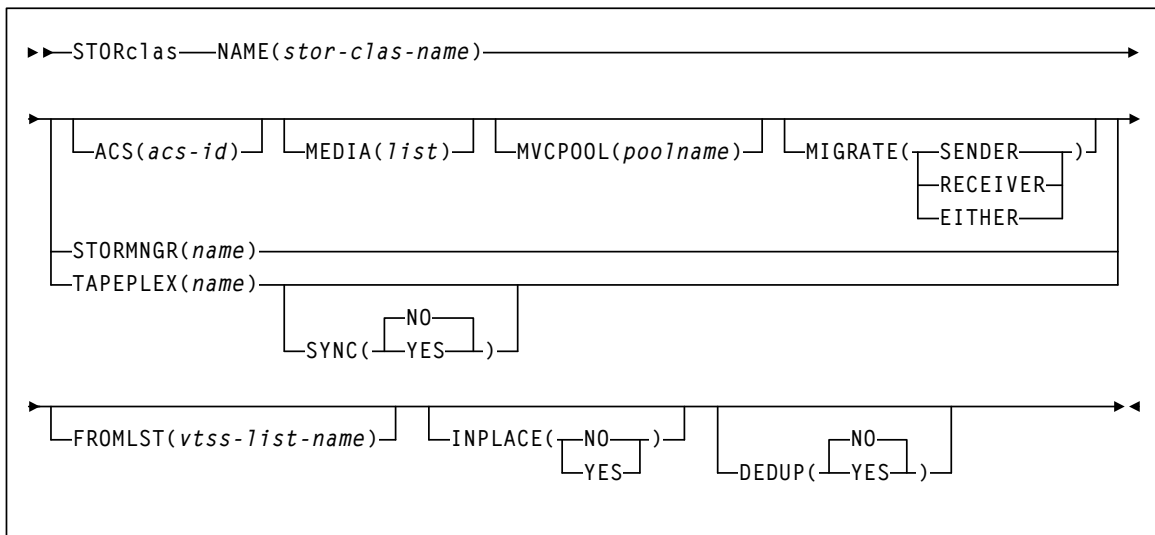 STORclas NAME(stor-clas-name)
ACS(acs-id) MEDIA(list) MVCPOOL(poolname) MIGRATE( SENDER )
RECEIVER
EITHER
STORMNGR(name)
TAPEPLEX(name)
NO
SYNC( YES )
FROMLST(vtss-list-name) INPLACE( NO ) NO
YES DEDUP( YES )